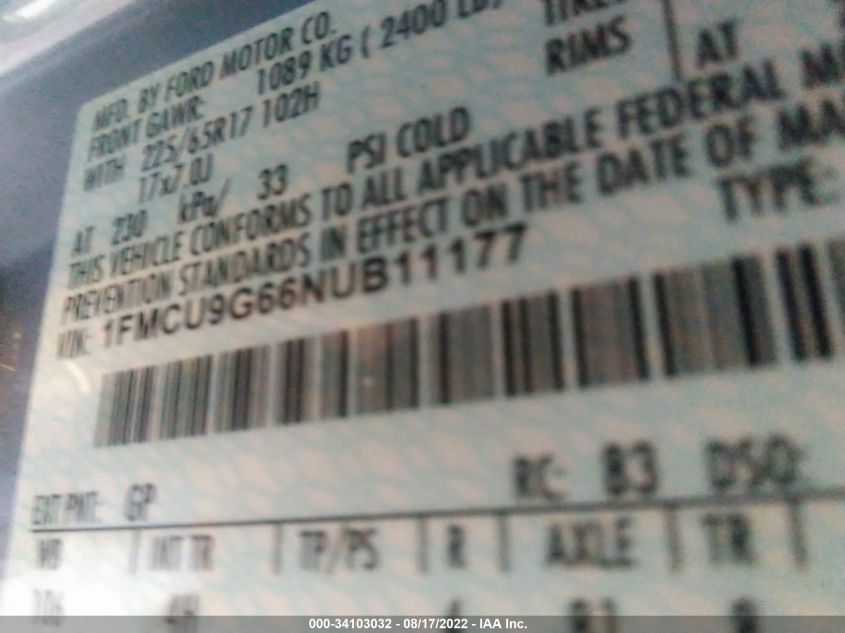 MFD. BY FORD MOTOR CO.
FRONT GAWR: 1089 KG ( 2400 LB)
WITH 225/65R17 102H
17x7.0J RIMS
AT 230 kPa/ 33 PSI COLD AT
THIS VEHICLE CONFORMS TO ALL APPLICABLE FEDERAL
PREVENTION STANDARDS IN EFFECT ON THE DATE OF
VIN: 1FMCU9G66NUB11177 TYPE:
EXT PNT: GP RC: B3 DSO:
WB INT TR TP/PS R AXLE TR
106 4H
000-34103032 - 08/17/2022 - IAA Inc.